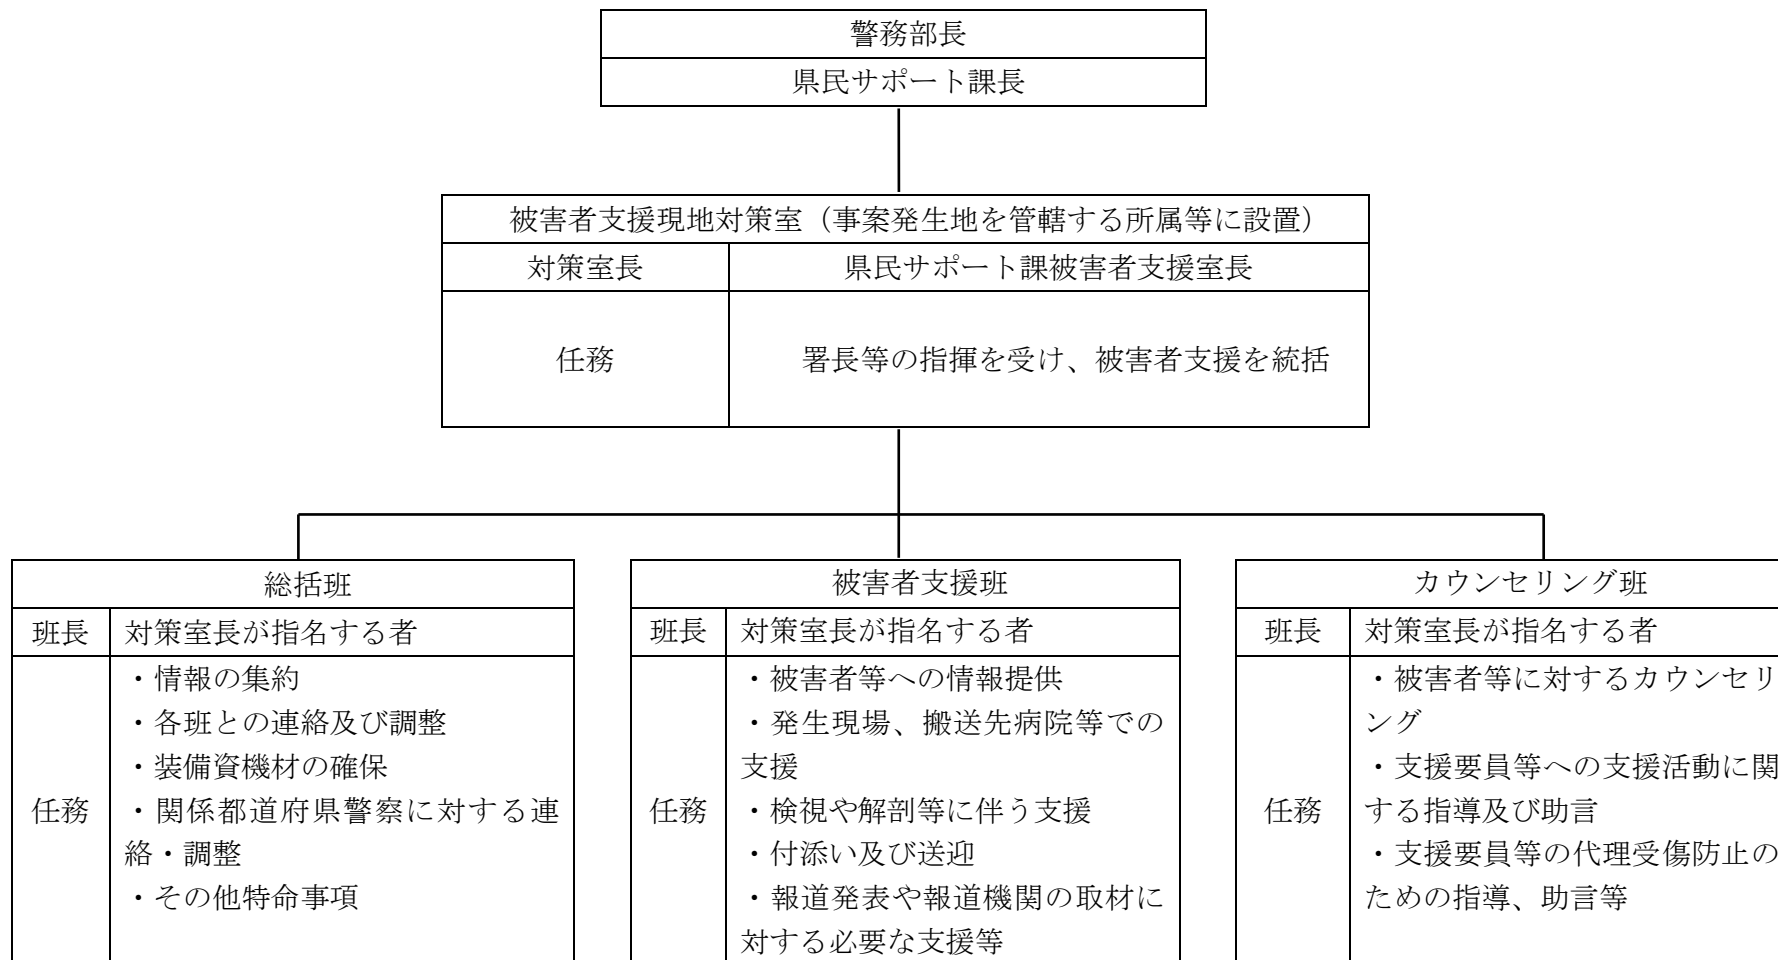 警務部長
県民サポート課長
被害者支援現地対策室（事案発生地を管轄する所属等に設置）
対策室長
県民サポート課被害者支援室長
任務
署長等の指揮を受け、被害者支援を統括
総括班
班長
対策室長が指名する者
任務
・情報の集約
・各班との連絡及び調整
・装備資機材の確保
・関係都道府県警察に対する連
絡・調整
・その他特命事項
被害者支援班
班長
対策室長が指名する者
任務
・被害者等への情報提供
・発生現場、搬送先病院等での
支援
・検視や解剖等に伴う支援
・付添い及び送迎
・報道発表や報道機関の取材に
対する必要な支援等
カウンセリング班
班長
対策室長が指名する者
任務
・被害者等に対するカウンセリ
ング
・支援要員等への支援活動に関
する指導及び助言
・支援要員等の代理受傷防止の
ための指導、助言等